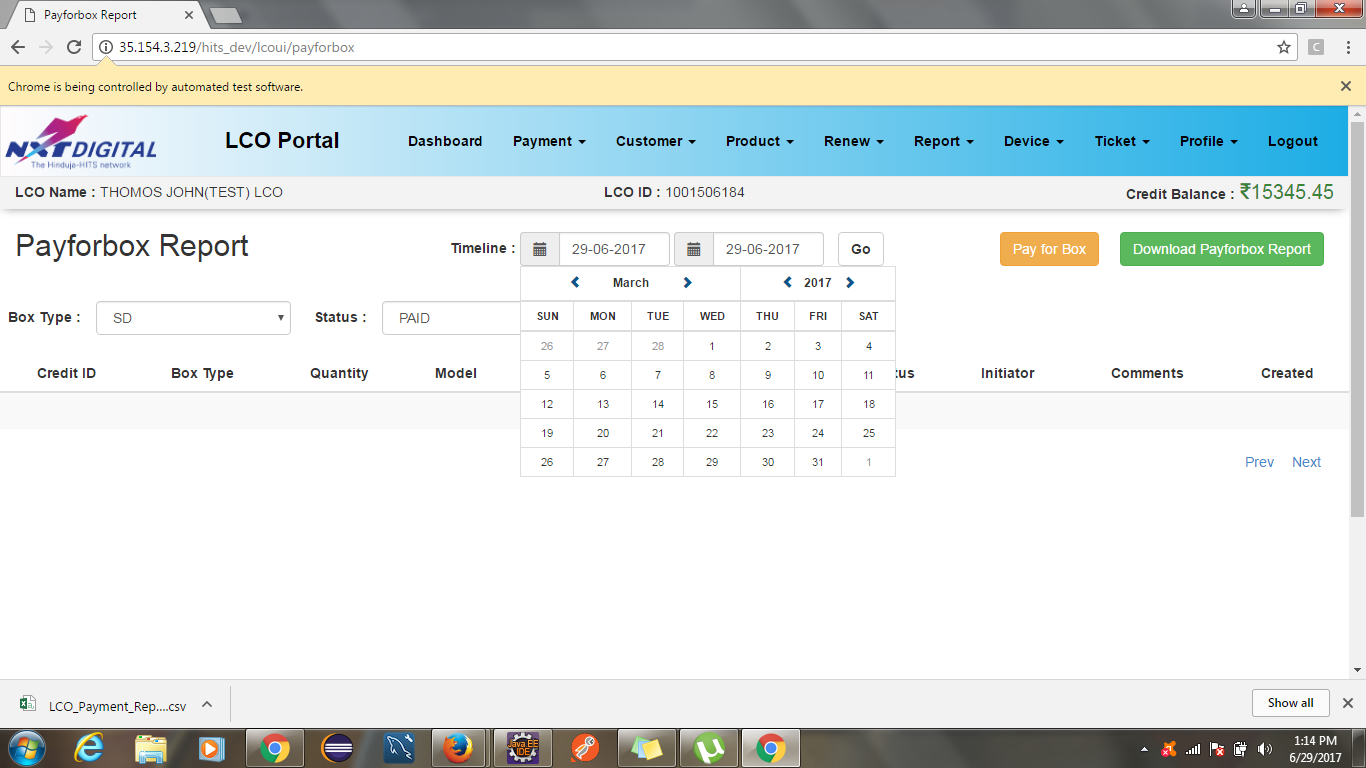 Payforbox Report
35.154.3.219/hits_dev/lcoui/payforbox
C
Chrome is being controlled by automated test software.
NXTDIGITAL
The Hinduja-HITS network
LCO Portal
Dashboard Payment Customer Product Renew Report Device Ticket Profile Logout
LCO Name : THOMOS JOHN(TEST) LCO LCO ID : 1001506184 Credit Balance : ₹15345.45
Payforbox Report Timeline : 29-06-2017 29-06-2017 Go Pay for Box Download Payforbox Report
March 2017
Box Type : SD Status : PAID
SUN MON TUE WED THU FRI SAT
26 27 28 1 2 3 4
Credit ID Box Type Quantity Model tus Initiator Comments Created
5 6 7 8 9 10 11
12 13 14 15 16 17 18
19 20 21 22 23 24 25
26 27 28 29 30 31 1
Prev Next
LCO_Payment_Rep....csv Show all
Java EE
IDE
1:14 PM
6/29/2017